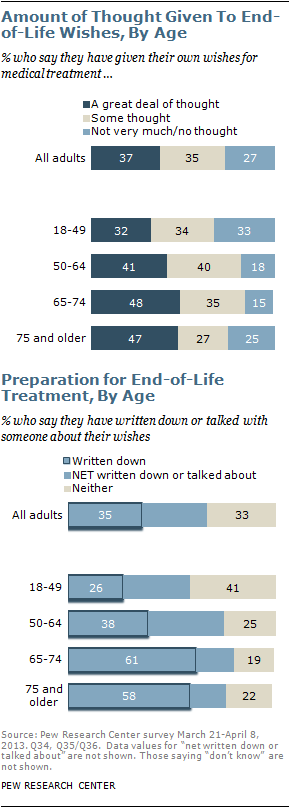 Amount of Thought Given To End-
of-Life Wishes, By Age
% who say they have given their own wishes for
medical treatment ...
A great deal of thought
Some thought
Not very much/no thought
All adults 37 35 27
18-49 32 34 33
50-64 41 40 18
65-74 48 35 15
75 and older 47 27 25
Preparation for End-of-Life
Treatment, By Age
% who say they have written down or talked with
someone about their wishes
Written down
NET written down or talked about
Neither
All adults 35 33
18-49 26 41
50-64 38 25
65-74 61 19
75 and
older 58 22
Source: Pew Research Center survey March 21-April 8,
2013. Q34, Q35/Q36. Data values for "net written down or
talked about" are not shown. Those saying "don't know" are
not shown.
PEW RESEARCH CENTER